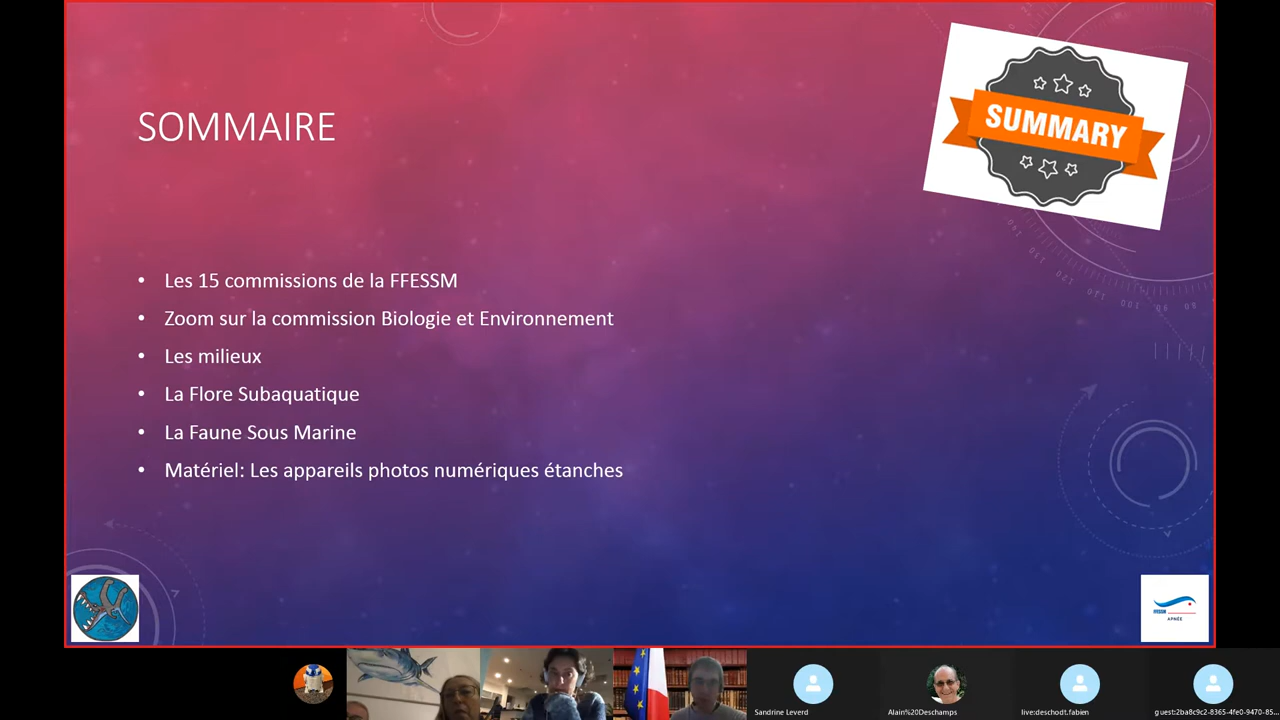 SOMMAIRE
SUMMARY
• Les 15 commissions de la FFESSM
• Zoom sur la commission Biologie et Environnement
• Les milieux
• La Flore Subaquatique
• La Faune Sous Marine
• Matériel: Les appareils photos numériques étanches
FFESSM
APNÉE
Sandrine Leverd
Alain%20Deschamps
live:deschodt.fabien
guest:2ba8c9c2-8365-4fe0-9470-85...